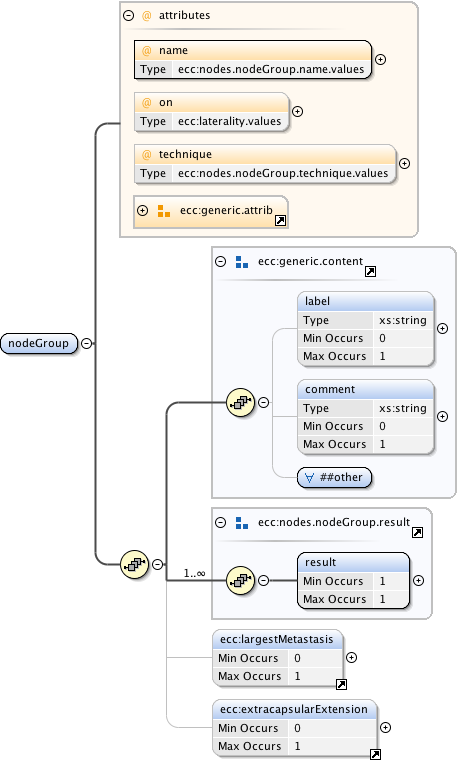 attributes
@ name
Type ecc:nodes.nodeGroup.name.values
@ on
Type ecc:laterality.values
@ technique
Type ecc:nodes.nodeGroup.technique.values
ecc:generic.attrib
nodeGroup
ecc:generic.content
label
Type xs:string
Min Occurs 0
Max Occurs 1
comment
Type xs:string
Min Occurs 0
Max Occurs 1
∀ ##other
ecc:nodes.nodeGroup.result
1..∞
result
Min Occurs 1
Max Occurs 1
ecc:largestMetastasis
Min Occurs 0
Max Occurs 1
ecc:extracapsularExtension
Min Occurs 0
Max Occurs 1